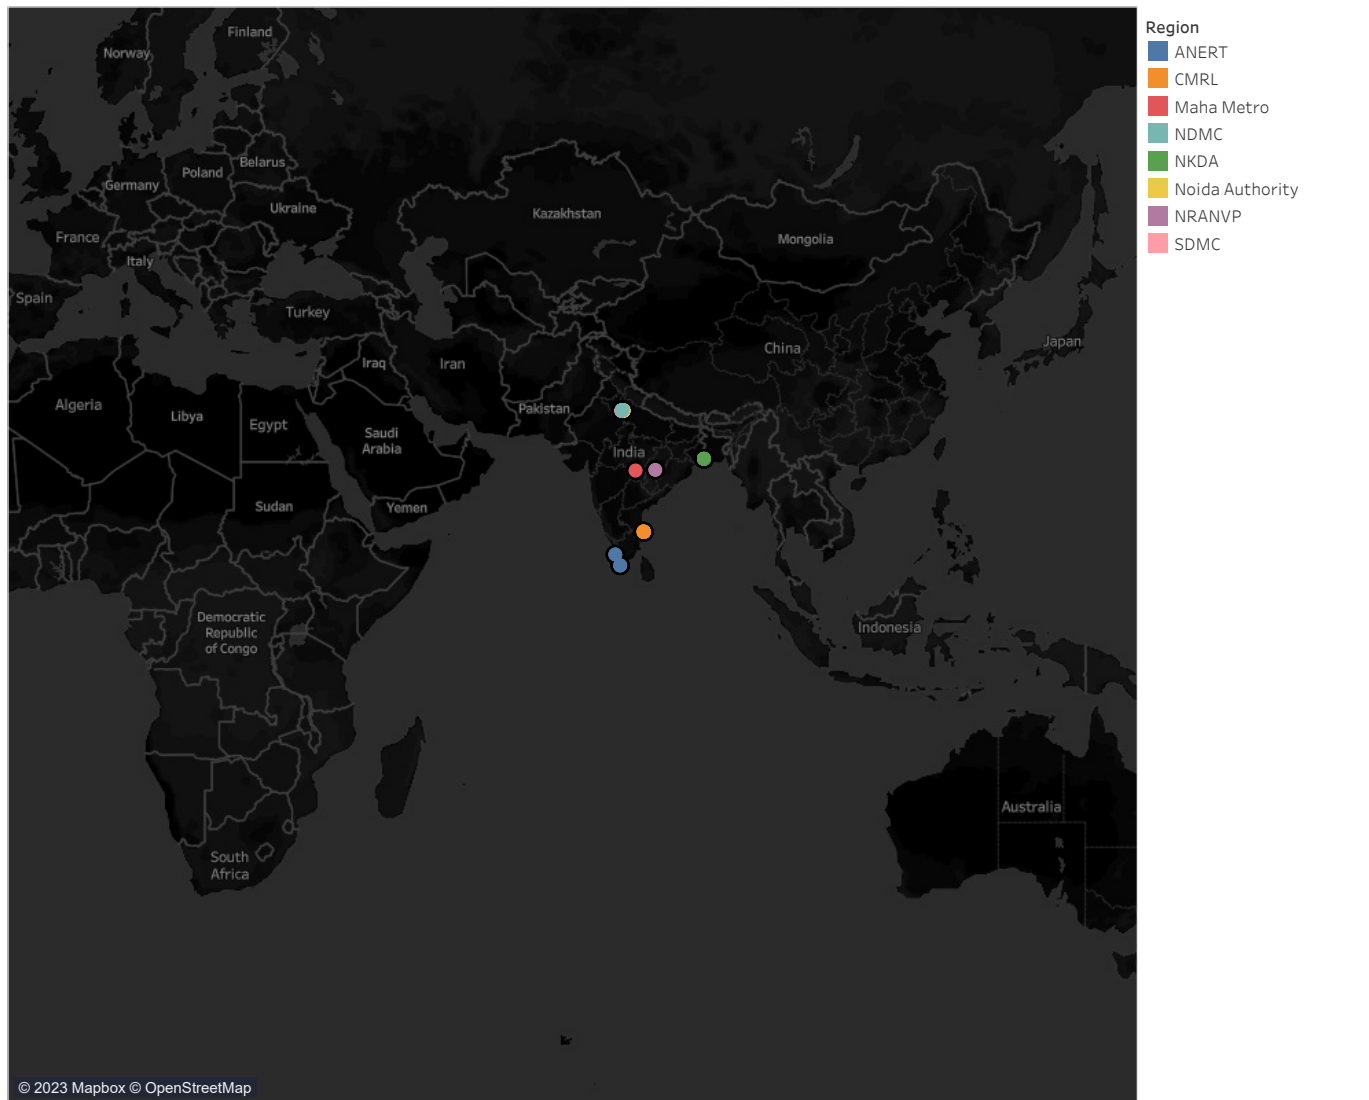 Finland
Norway
Belarus
Poland
Germany
Ukraine
Kazakhstan
France
Mongolia
Italy
Spain
Turkey
Japan
China
Iraq
Iran
Algeria
Pakistan
Libya
Egypt
Saudi
Arabia
India
Sudan
Yemen
Democratic
Republic
of Congo
Indonesia
Australia
South
Africa
© 2023 Mapbox © OpenStreetMap
Region
ANERT
CMRL
Maha Metro
NDMC
NKDA
Noida Authority
NRANVP
SDMC